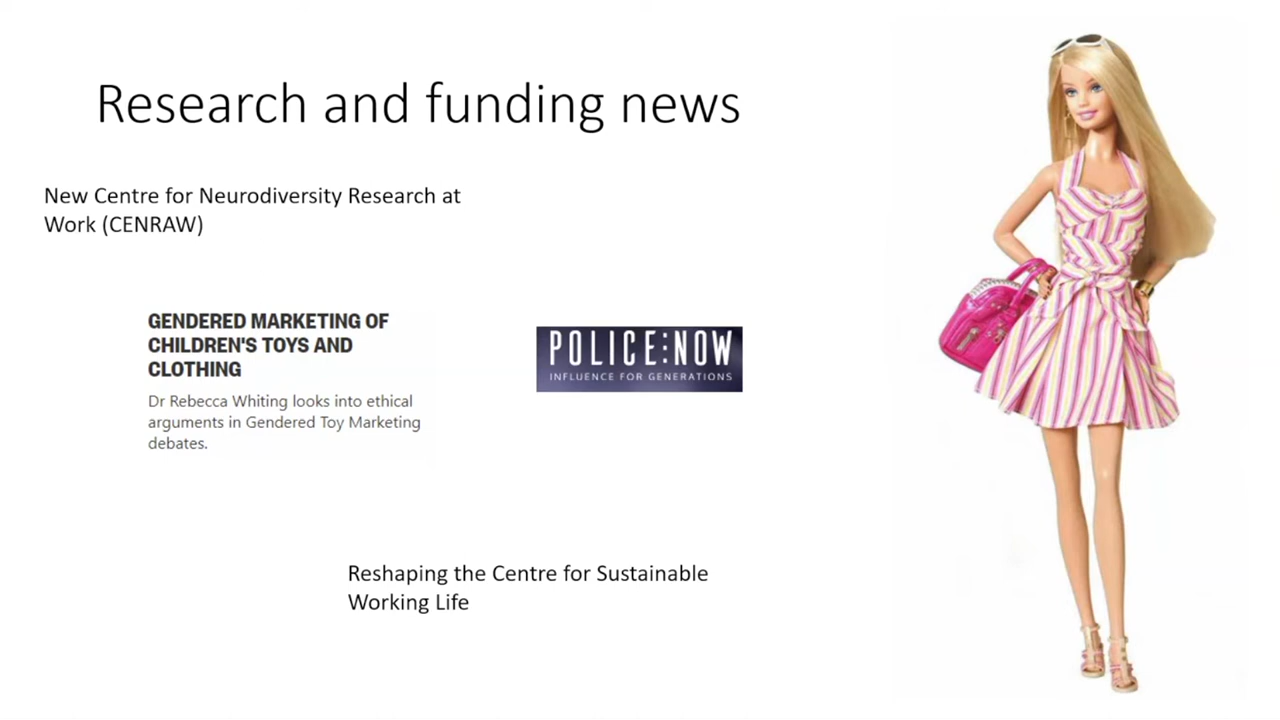 Research and funding news
New Centre for Neurodiversity Research at
Work (CENRAW)
GENDERED MARKETING OF
CHILDREN'S TOYS AND
CLOTHING
Dr Rebecca Whiting looks into ethical
arguments in Gendered Toy Marketing
debates.
POLICE:NOW
INFLUENCE FOR GENERATIONS
Reshaping the Centre for Sustainable
Working Life